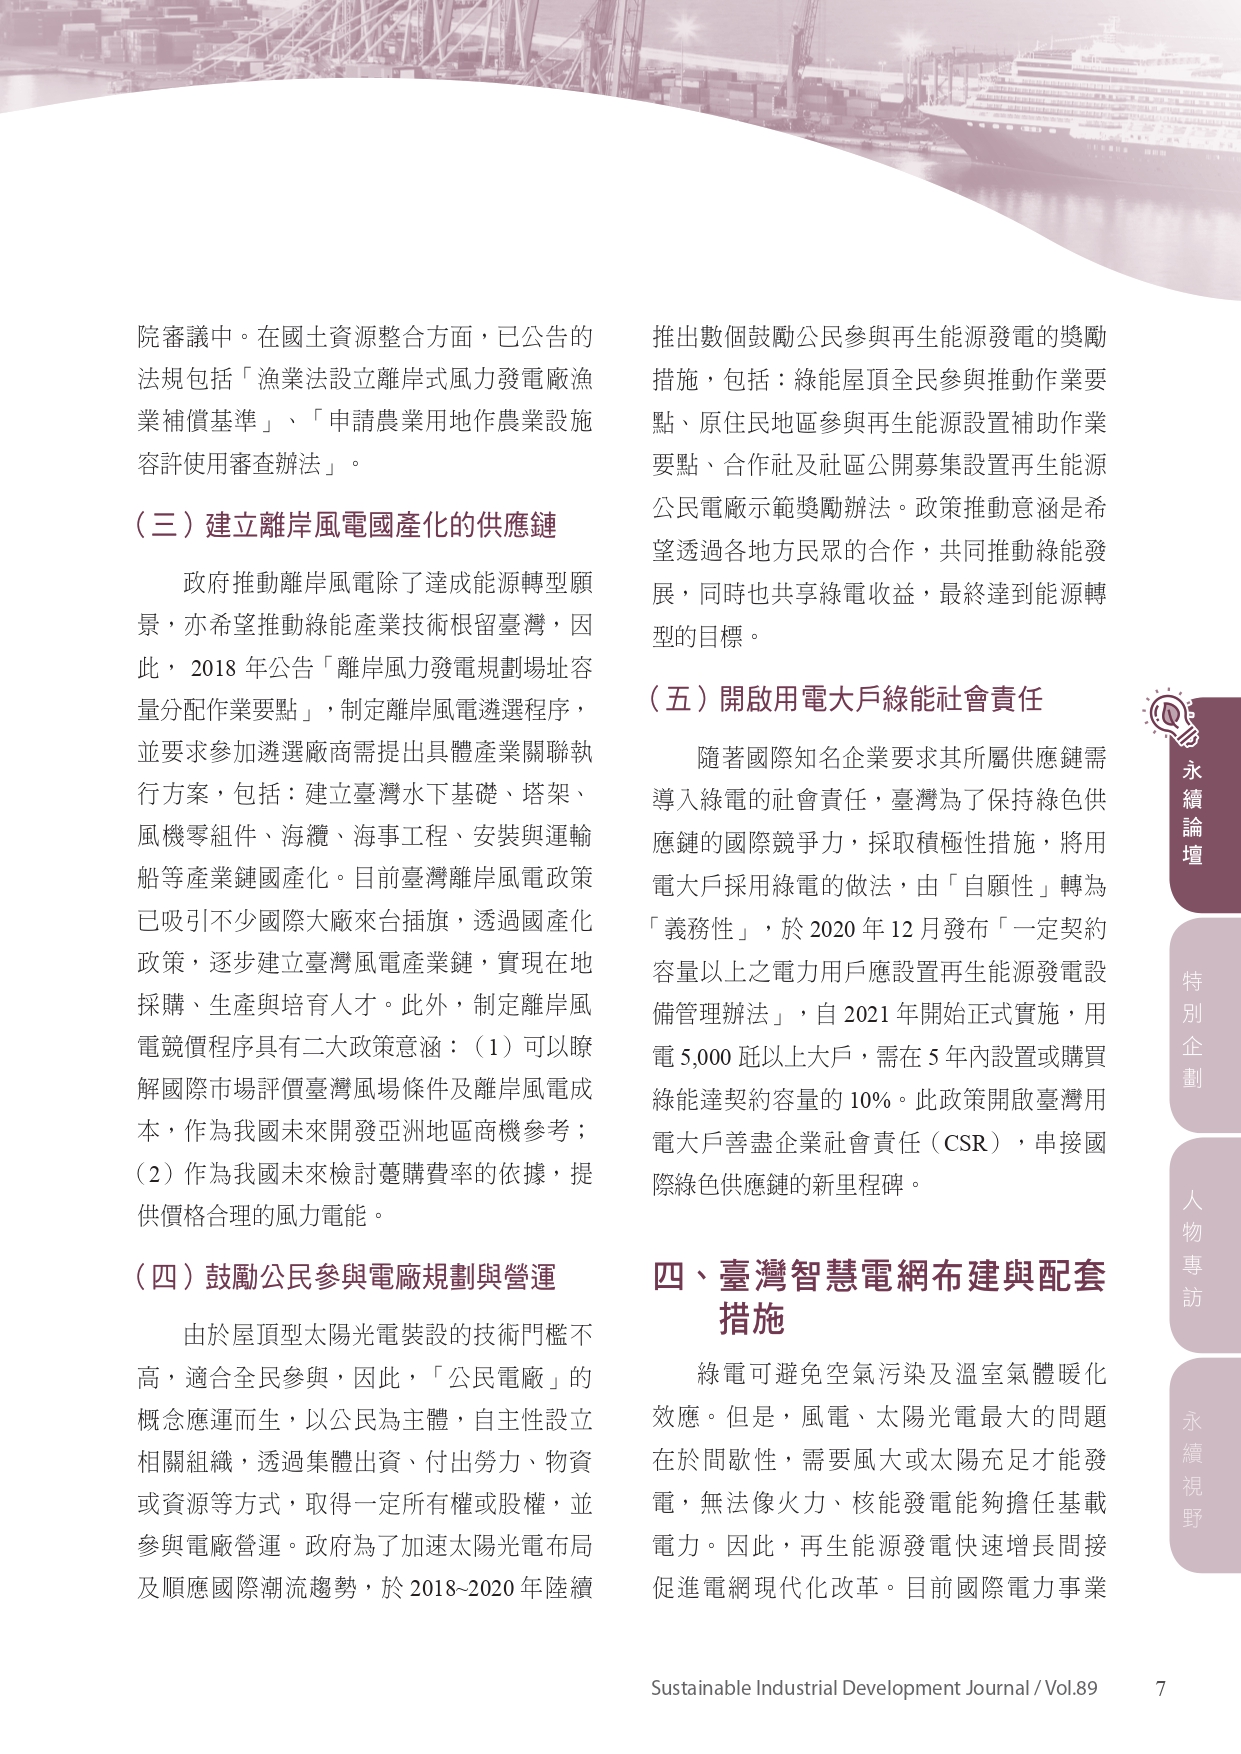 院審議中。在國土資源整合方面，已公告的
法規包括「漁業法設立離岸式風力發電廠漁
業補償基準」、「申請農業用地作農業設施
容許使用審查辦法」。
（三）建立離岸風電國產化的供應鏈
政府推動離岸風電除了達成能源轉型願
景，亦希望推動綠能產業技術根留臺灣，因
此， 2018 年公告「離岸風力發電規劃場址容
量分配作業要點」，制定離岸風電遴選程序，
並要求參加遴選廠商需提出具體產業關聯執
行方案，包括：建立臺灣水下基礎、塔架、
風機零組件、海纜、海事工程、安裝與運輸
船等產業鏈國產化。目前臺灣離岸風電政策
已吸引不少國際大廠來台插旗，透過國產化
政策，逐步建立臺灣風電產業鏈，實現在地
採購、生產與培育人才。此外，制定離岸風
電競價程序具有二大政策意涵：（1）可以瞭
解國際市場評價臺灣風場條件及離岸風電成
本，作為我國未來開發亞洲地區商機參考；
（2）作為我國未來檢討躉購費率的依據，提
供價格合理的風力電能。
（四）鼓勵公民參與電廠規劃與營運
由於屋頂型太陽光電裝設的技術門檻不
高，適合全民參與，因此，「公民電廠」的
概念應運而生，以公民為主體，自主性設立
相關組織，透過集體出資、付出勞力、物資
或資源等方式，取得一定所有權或股權，並
參與電廠營運。政府為了加速太陽光電布局
及順應國際潮流趨勢，於 2018~2020 年陸續
推出數個鼓勵公民參與再生能源發電的獎勵
措施，包括：綠能屋頂全民參與推動作業要
點、原住民地區參與再生能源設置補助作業
要點、合作社及社區公開募集設置再生能源
公民電廠示範獎勵辦法。政策推動意涵是希
望透過各地方民眾的合作，共同推動綠能發
展，同時也共享綠電收益，最終達到能源轉
型的目標。
（五）開啟用電大戶綠能社會責任
隨著國際知名企業要求其所屬供應鏈需
導入綠電的社會責任，臺灣為了保持綠色供
應鏈的國際競爭力，採取積極性措施，將用
電大戶採用綠電的做法，由「自願性」轉為
「義務性」，於 2020 年 12 月發布「一定契約
容量以上之電力用戶應設置再生能源發電設
備管理辦法」，自 2021 年開始正式實施，用
電 5,000 瓩以上大戶，需在 5 年內設置或購買
綠能達契約容量的 10%。此政策開啟臺灣用
電大戶善盡企業社會責任（CSR），串接國
際綠色供應鏈的新里程碑。
四、臺灣智慧電網布建與配套
措施
綠電可避免空氣污染及溫室氣體暖化
效應。但是，風電、太陽光電最大的問題
在於間歇性，需要風大或太陽充足才能發
電，無法像火力、核能發電能夠擔任基載
電力。因此，再生能源發電快速增長間接
促進電網現代化改革。目前國際電力事業
永續論壇
特別企劃
人物專訪
永續視野
Sustainable Industrial Development Journal / Vol.89
7